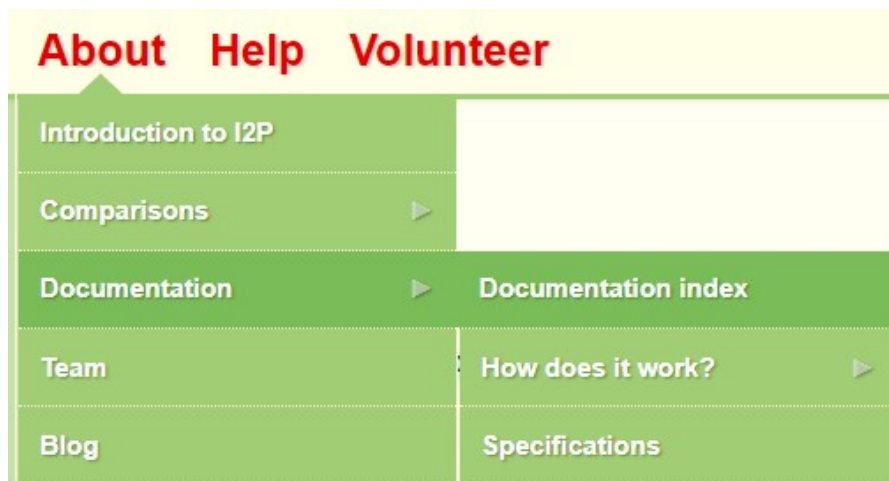 About Help Volunteer
Introduction to I2P
Comparisons
Documentation
Documentation index
Team
How does it work?
Blog
Specifications